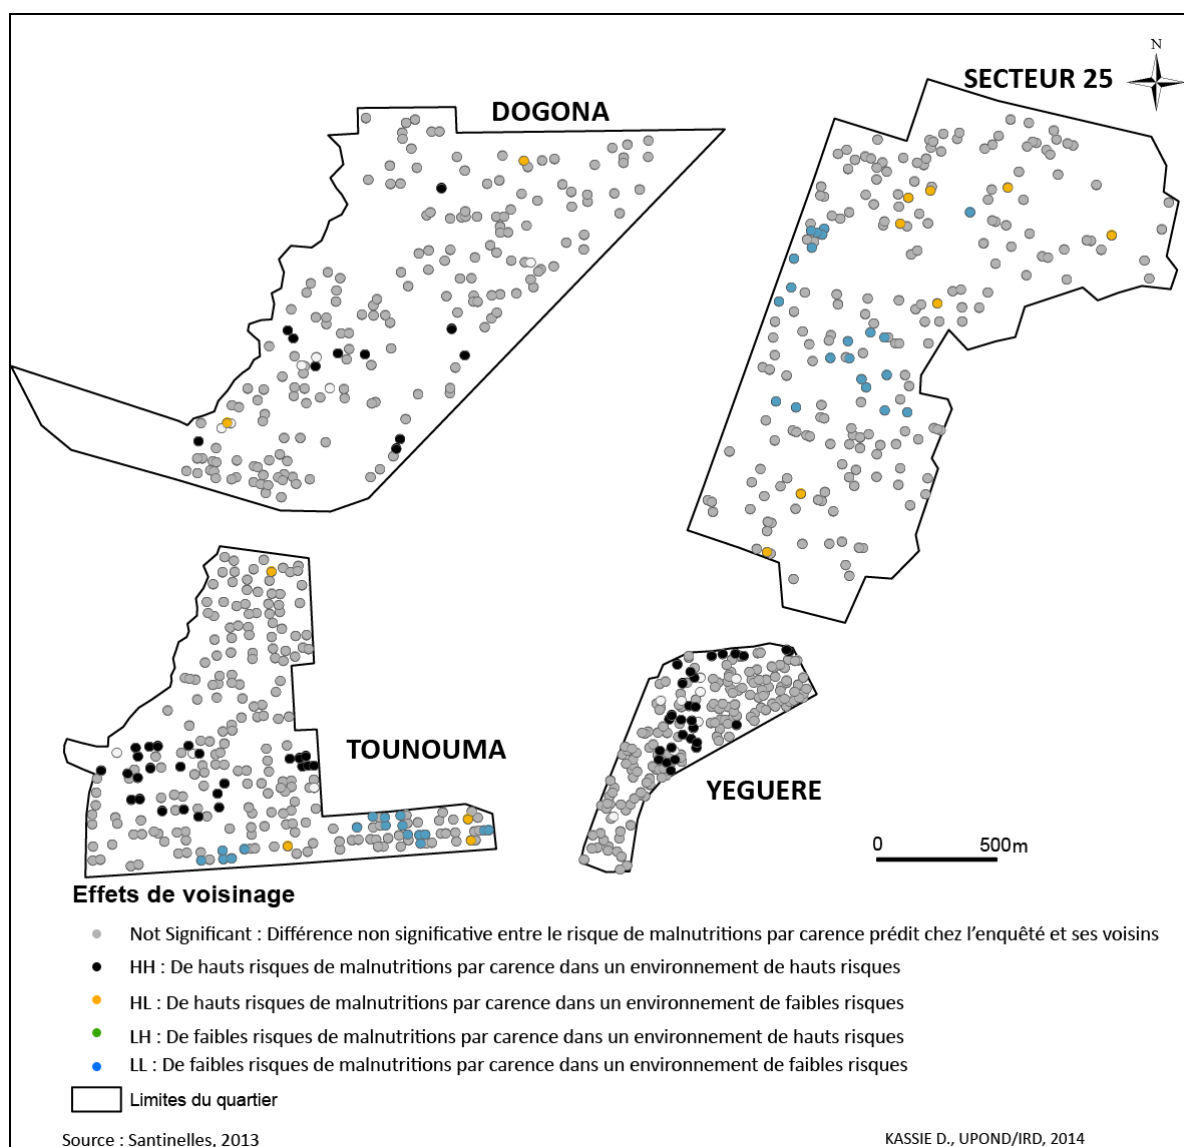 N
SECTEUR 25
DOGONA
TOUNOUMA
YEGUERE
0 500m
Effets de voisinage
Not Significant : Différence non significative entre le risque de malnutritions par carence prédit chez l'enquêté et ses voisins
HH : De hauts risques de malnutritions par carence dans un environnement de hauts risques
HL : De hauts risques de malnutritions par carence dans un environnement de faibles risques
LH : De faibles risques de malnutritions par carence dans un environnement de hauts risques
LL : De faibles risques de malnutritions par carence dans un environnement de faibles risques
Limites du quartier
Source : Santinelles, 2013
KASSIE D., UPOND/IRD, 2014